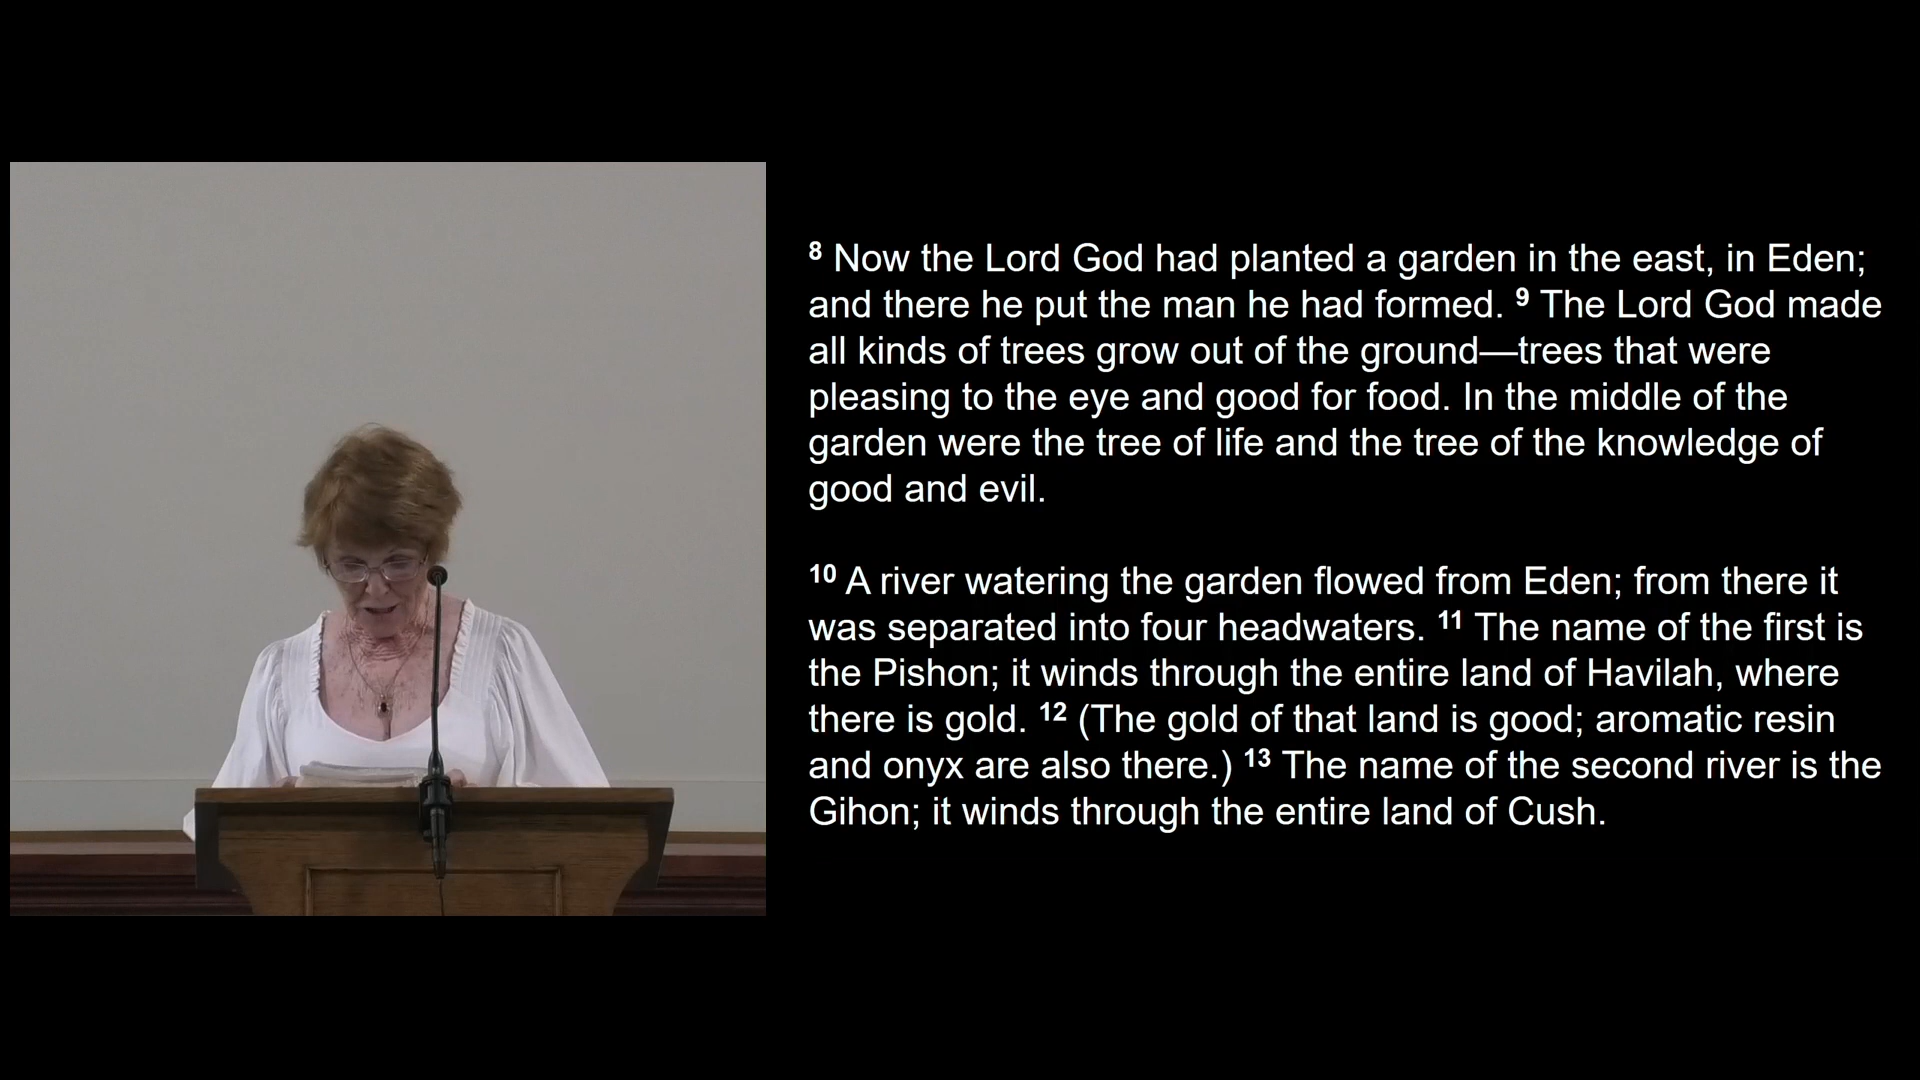 8 Now the Lord God had planted a garden in the east, in Eden;
and there he put the man he had formed. 9 The Lord God made
all kinds of trees grow out of the ground—trees that were
pleasing to the eye and good for food. In the middle of the
garden were the tree of life and the tree of the knowledge of
good and evil.
10 A river watering the garden flowed from Eden; from there it
was separated into four headwaters. 11 The name of the first is
the Pishon; it winds through the entire land of Havilah, where
there is gold. 12 (The gold of that land is good; aromatic resin
and onyx are also there.) 13 The name of the second river is the
Gihon; it winds through the entire land of Cush.